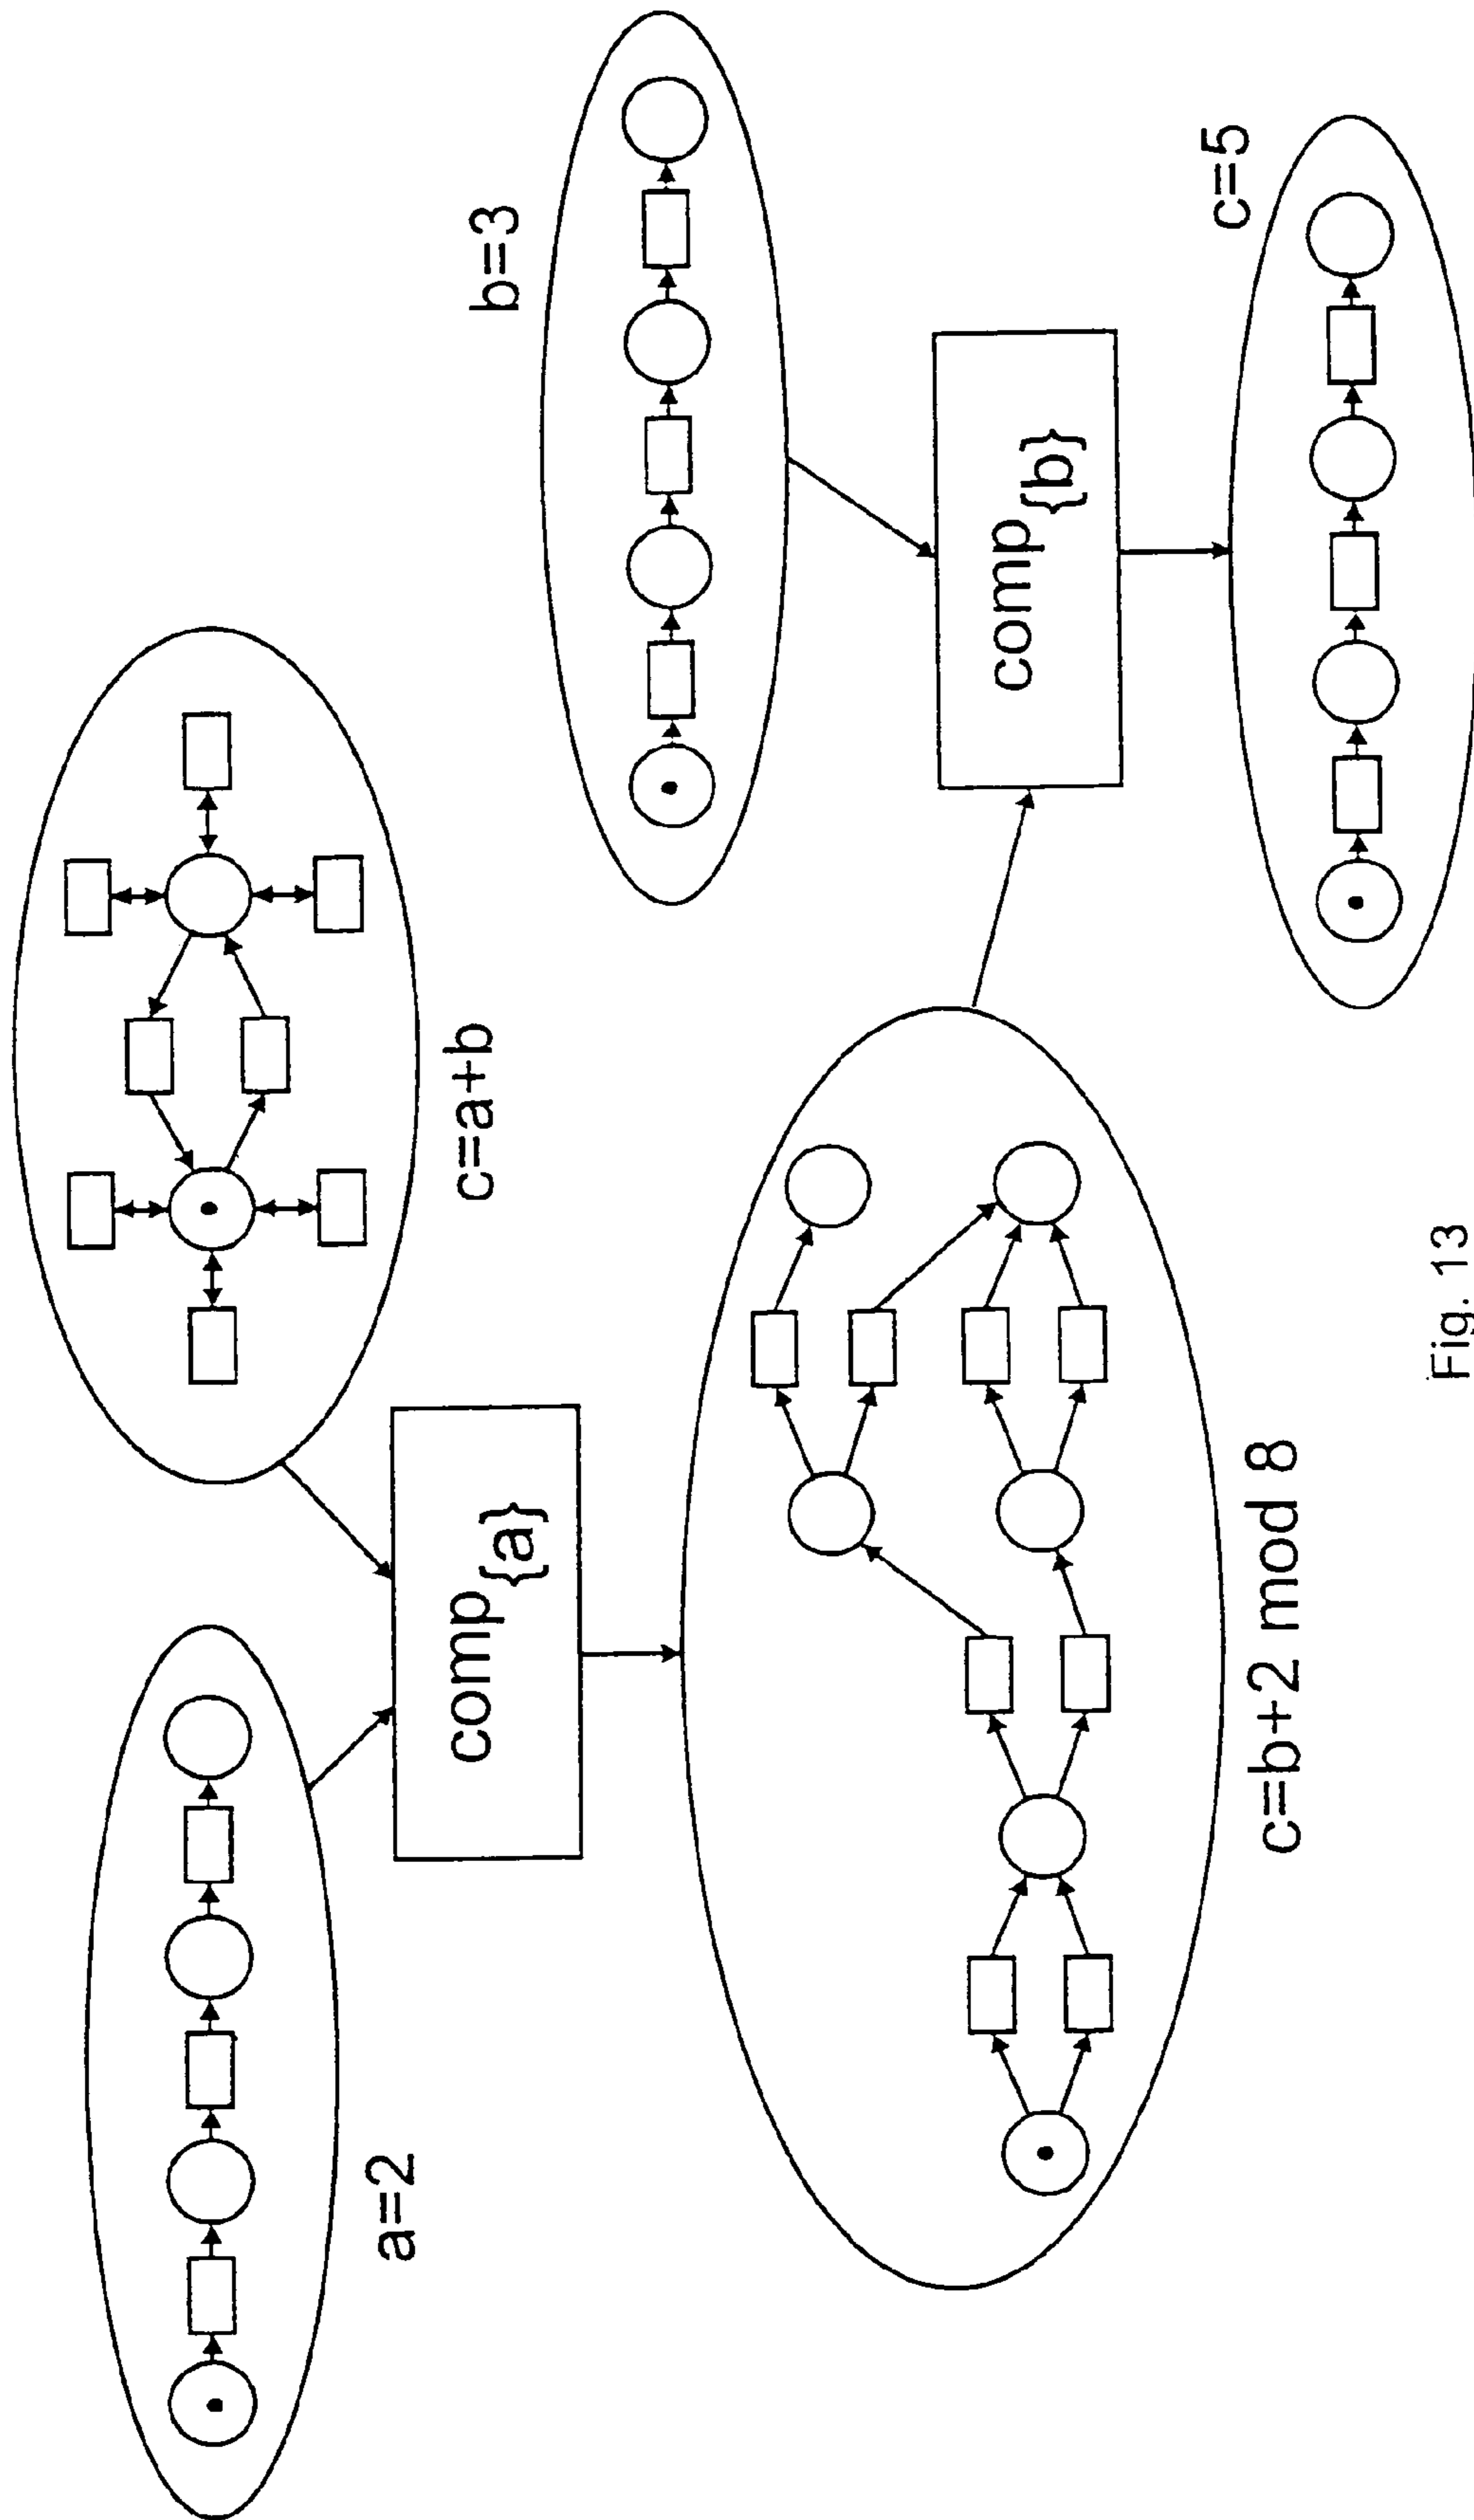 a=2
c=a+b
b=3
comp{a}
comp{b}
c=b+2 mod 8
c=5
Fig. 13